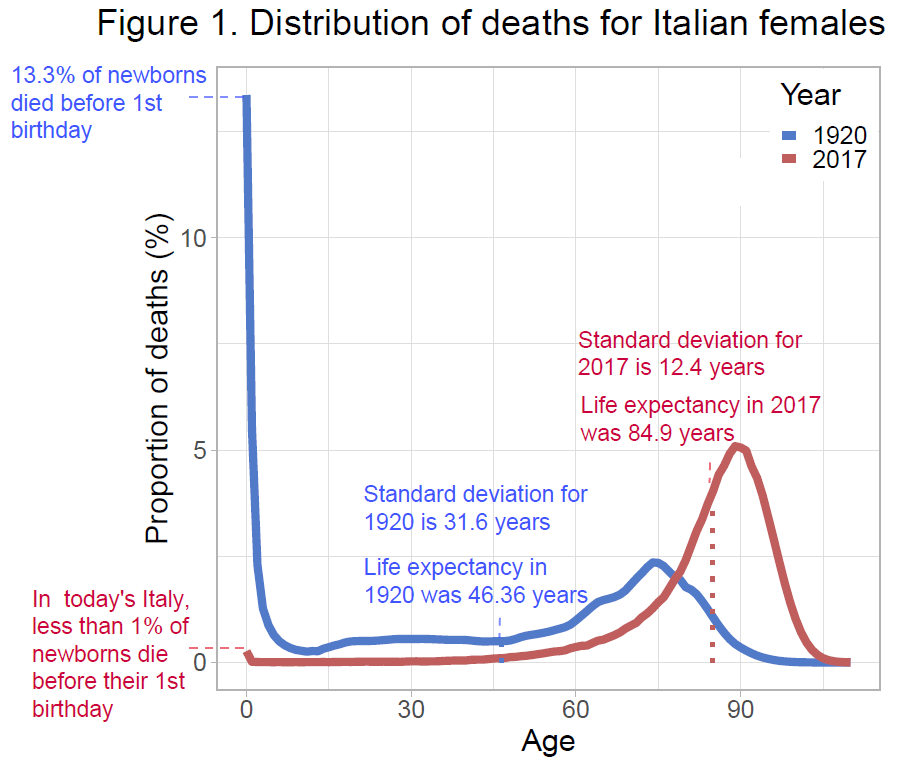 Figure 1. Distribution of deaths for Italian females
13.3% of newborns
died before 1st
birthday
Year
1920
2017
10
5
0
Proportion of deaths (%)
Standard deviation for
2017 is 12.4 years
Life expectancy in 2017
was 84.9 years
Standard deviation for
1920 is 31.6 years
Life expectancy in
1920 was 46.36 years
In today's Italy,
less than 1% of
newborns die
before their 1st
birthday
0
30
60
90
Age